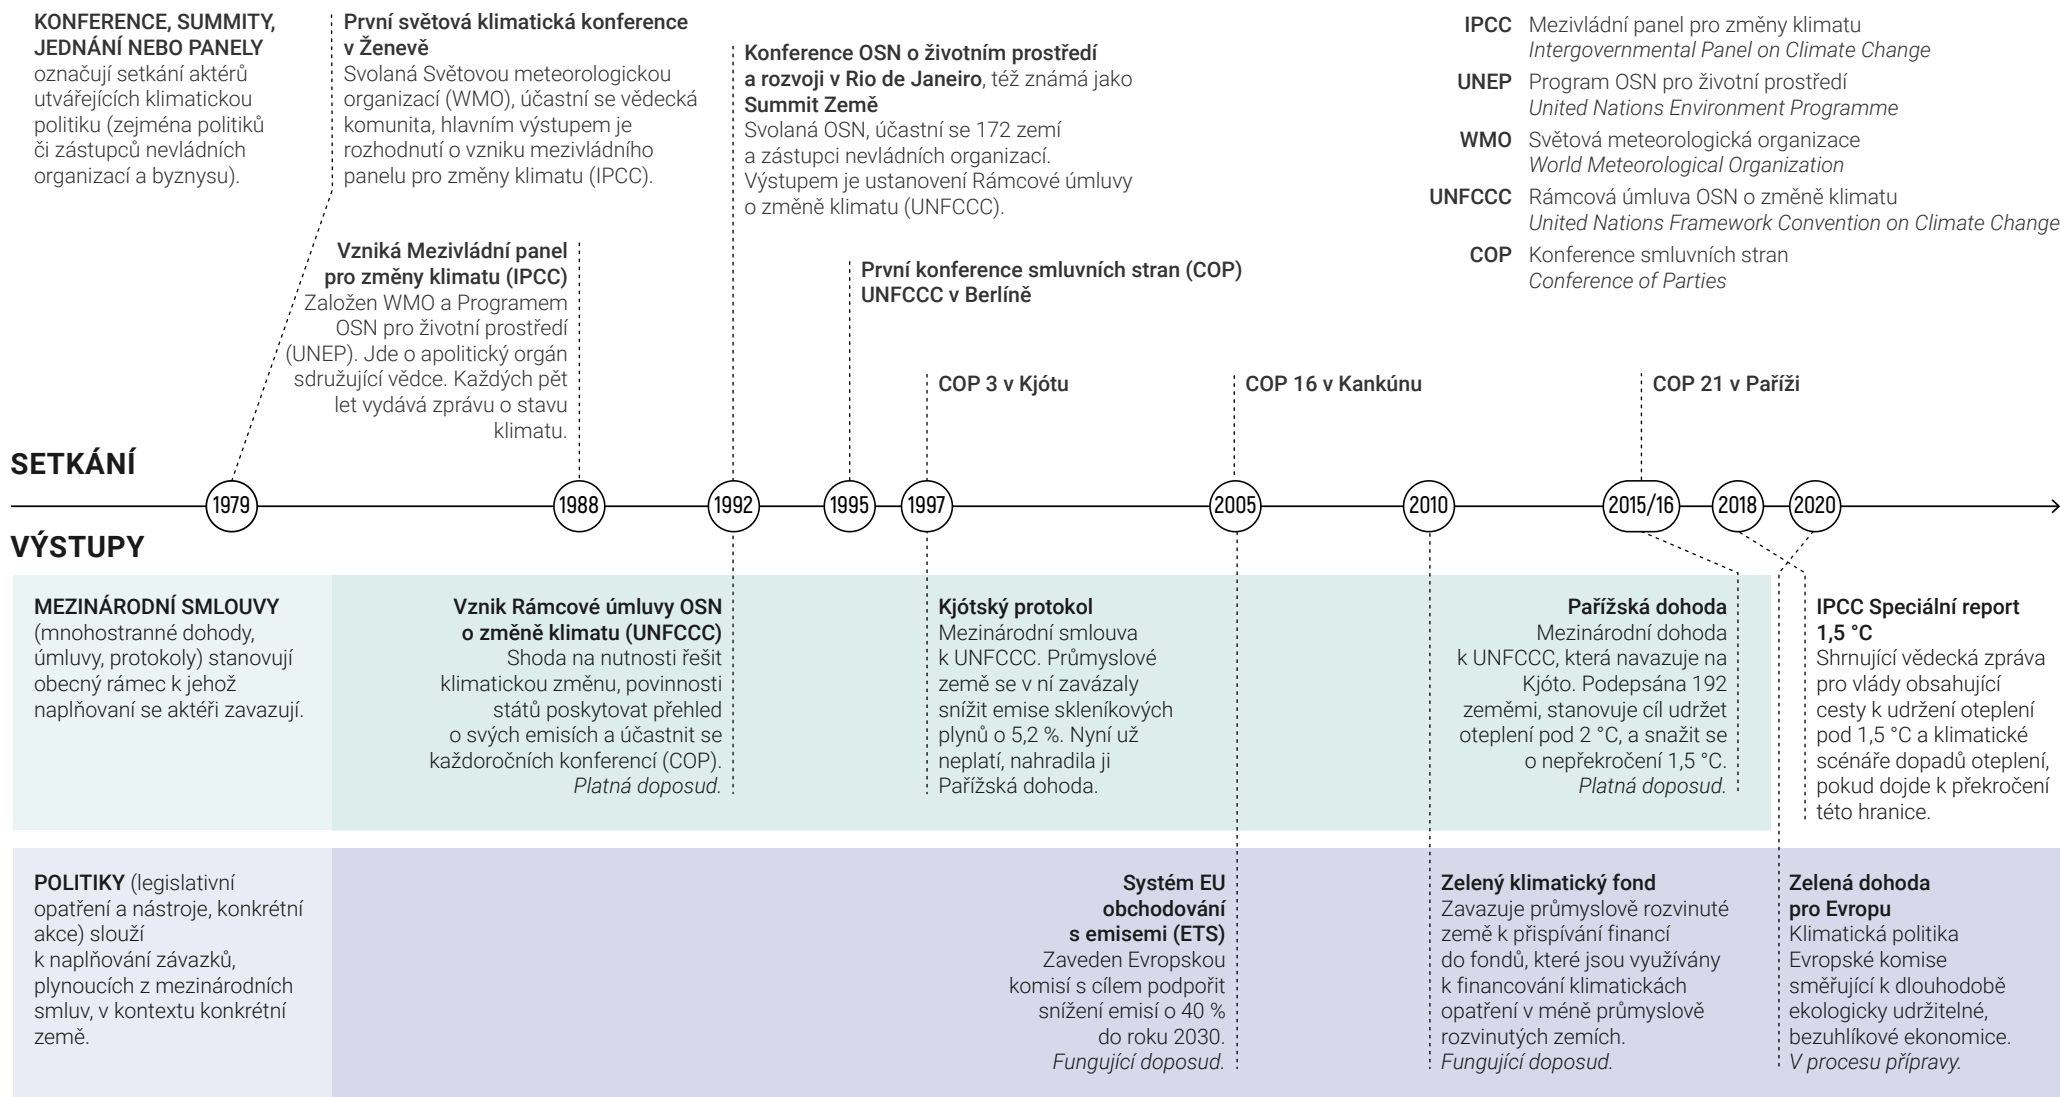 KONFERENCE, SUMMITY,
JEDNÁNÍ NEBO PANELY
označují setkání aktérů
utvářejících klimatickou
politiku (zejména politiků
či zástupců nevládních
organizací a byznysu).
První světová klimatická konference
v Ženevě
Svolaná Světovou meteorologickou
organizací (WMO), účastní se vědecká
komunita, hlavním výstupem je
rozhodnutí o vzniku mezivládního
panelu pro změny klimatu (IPCC).
Konference OSN o životním prostředí
a rozvoji v Rio de Janeiro, též známá jako
Summit Země
Svolaná OSN, účastní se 172 zemí
a zástupci nevládních organizací.
Výstupem je ustanovení Rámcové úmluvy
o změně klimatu (UNFCCC).
IPCC Mezivládní panel pro změny klimatu
Intergovernmental Panel on Climate Change
UNEP Program OSN pro životní prostředí
United Nations Environment Programme
WMO Světová meteorologická organizace
World Meteorological Organization
UNFCCC Rámcová úmluva OSN o změně klimatu
United Nations Framework Convention on Climate Change
COP Konference smluvních stran
Conference of Parties
Vzniká Mezivládní panel
pro změny klimatu (IPCC)
Založen WMO a Programem
OSN pro životní prostředí
(UNEP). Jde o apolitický orgán
sdružující vědce. Každých pět
let vydává zprávu o stavu
klimatu.
První konference smluvních stran (COP)
UNFCCC v Berlíně
COP 3 v Kjótu
COP 16 v Kankúnu
COP 21 v Paříži
SETKÁNÍ
1979
1988
1992
1995
1997
2005
2010
2015/16
2018
2020
VÝSTUPY
MEZINÁRODNÍ SMLOUVY
(mnohostranné dohody,
úmluvy, protokoly) stanovují
obecný rámec k jehož
naplňovaní se aktéři zavazují.
Vznik Rámcové úmluvy OSN
o změně klimatu (UNFCCC)
Shoda na nutnosti řešit
klimatickou změnu, povinnosti
států poskytovat přehled
o svých emisích a účastnit se
každoročních konferencí (COP).
Platná doposud.
Kjótský protokol
Mezinárodní smlouva
k UNFCCC. Průmyslové
země se v ní zavázaly
snížit emise skleníkových
plynů o 5,2 %. Nyní už
neplatí, nahradila ji
Pařížská dohoda.
Pařížská dohoda
Mezinárodní dohoda
k UNFCCC, která navazuje na
Kjóto. Podepsána 192
zeměmi, stanovuje cíl udržet
oteplení pod 2 °C, a snažit se
o nepřekročení 1,5 °C.
Platná doposud.
IPCC Speciální report
1,5 °C
Shrnující vědecká zpráva
pro vlády obsahující
cesty k udržení oteplení
pod 1,5 °C a klimatické
scénáře dopadů oteplení,
pokud dojde k překročení
této hranice.
POLITIKY (legislativní
opatření a nástroje, konkrétní
akce) slouží
k naplňování závazků,
plynoucích z mezinárodních
smluv, v kontextu konkrétní
země.
Systém EU
obchodování
s emisemi (ETS)
Zaveden Evropskou
komisí s cílem podpořit
snížení emisí o 40 %
do roku 2030.
Fungující doposud.
Zelený klimatický fond
Zavazuje průmyslově rozvinuté
země k přispívání financí
do fondů, které jsou využívány
k financování klimatických
opatření v méně průmyslově
rozvinutých zemích.
Fungující doposud.
Zelená dohoda
pro Evropu
Klimatická politika
Evropské komise
směřující k dlouhodobě
ekologicky udržitelné,
bezuhlíkové ekonomice.
V procesu přípravy.